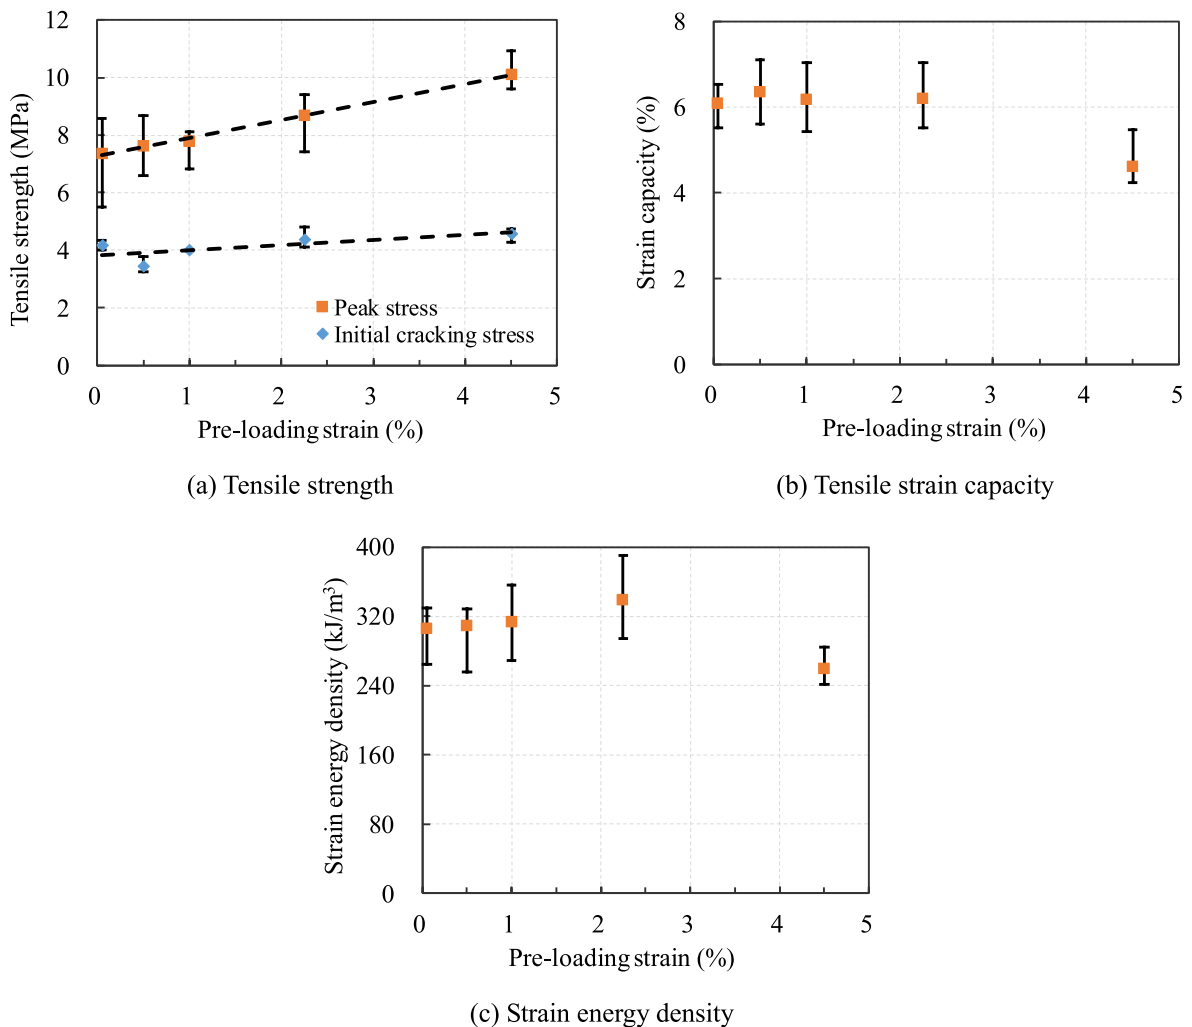 12
10
8
6
4
2
0
Tensile strength (MPa)
Peak stress
Initial cracking stress
0 1 2 3 4 5
Pre-loading strain (%)
(a) Tensile strength
8
6
4
2
0
Strain capacity (%)
0 1 2 3 4 5
Pre-loading strain (%)
(b) Tensile strain capacity
400
320
240
160
80
0
Strain energy density (kJ/m³)
0 1 2 3 4 5
Pre-loading strain (%)
(c) Strain energy density